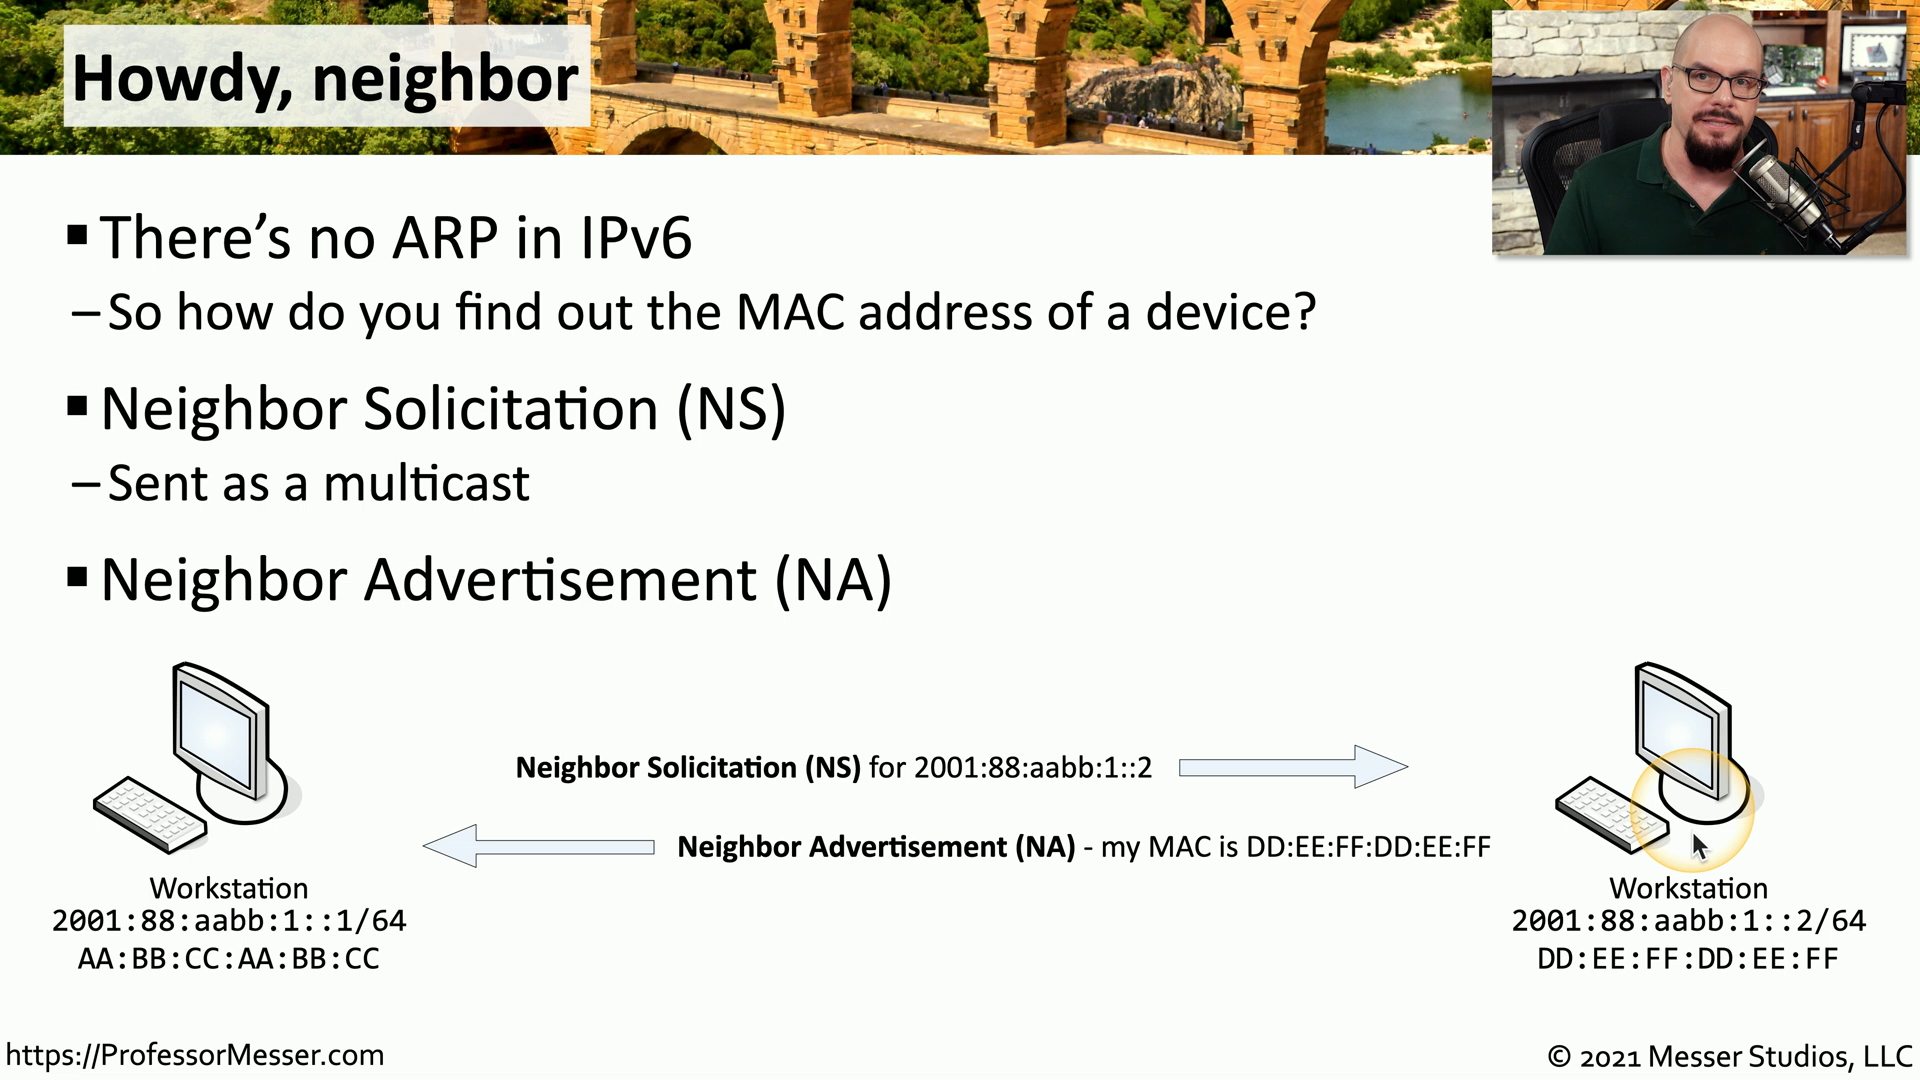 Howdy, neighbor
There's no ARP in IPv6
– So how do you find out the MAC address of a device?
Neighbor Solicitation (NS)
– Sent as a multicast
Neighbor Advertisement (NA)
Neighbor Solicitation (NS) for 2001:88:aabb:1::2
Neighbor Advertisement (NA) - my MAC is DD:EE:FF:DD:EE:FF
Workstation
2001:88:aabb:1::1/64
AA:BB:CC:AA:BB:CC
Workstation
2001:88:aabb:1::2/64
DD:EE:FF:DD:EE:FF
https://ProfessorMesser.com
© 2021 Messer Studios, LLC